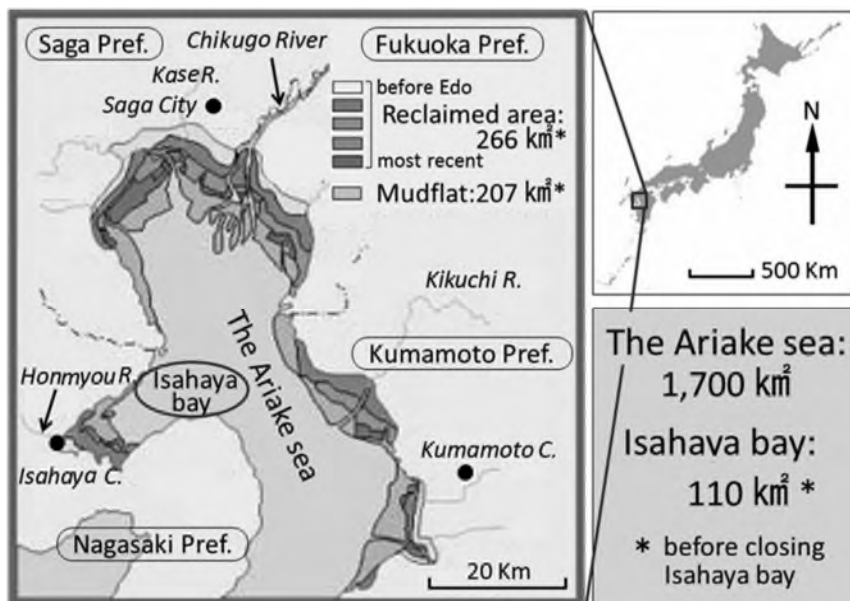 Saga Pref.
Chikugo River
Fukuoka Pref.
Kase R.
Saga City
before Edo
Reclaimed area:
266 k㎡*
most recent
Mudflat:207 k㎡*
Kikuchi R.
The Ariake sea
Kumamoto Pref.
Honmyou R.
Isahaya
bay
Isahaya C.
Kumamoto C.
Nagasaki Pref.
20 Km
N
500 Km
The Ariake sea:
1,700 k㎡
Isahava bay:
110 k㎡ *
* before closing
Isahaya bay